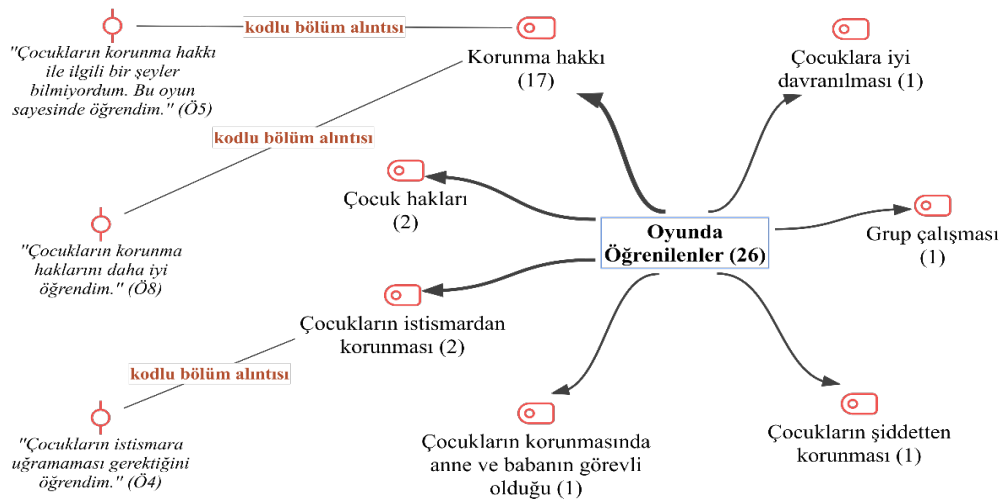 kodlu bölüm alıntısı
"Çocukların korunma hakkı
ile ilgili bir şeyler
bilmiyordum. Bu oyun
sayesinde öğrendim." (Ö5)
Korunma hakkı
(17)
Çocuklara iyi
davranılması (1)
kodlu bölüm alıntısı
Çocuk hakları
(2)
Oyunda
Öğrenilenler (26)
Grup çalışması
(1)
"Çocukların korunma
haklarını daha iyi
öğrendim." (Ö8)
Çocukların istismardan
korunması (2)
kodlu bölüm alıntısı
"Çocukların istismara
uğramaması gerektiğini
öğrendim." (Ö4)
Çocukların korunmasında
anne ve babanın görevli
olduğu (1)
Çocukların şiddetten
korunması (1)